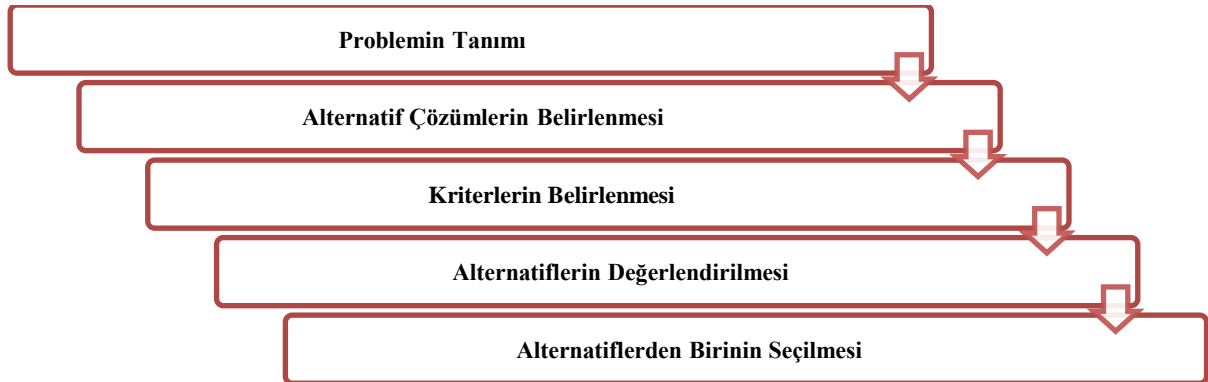 Problemin Tanımı
Alternatif Çözümlerin Belirlenmesi
Kriterlerin Belirlenmesi
Alternatiflerin Değerlendirilmesi
Alternatiflerden Birinin Seçilmesi